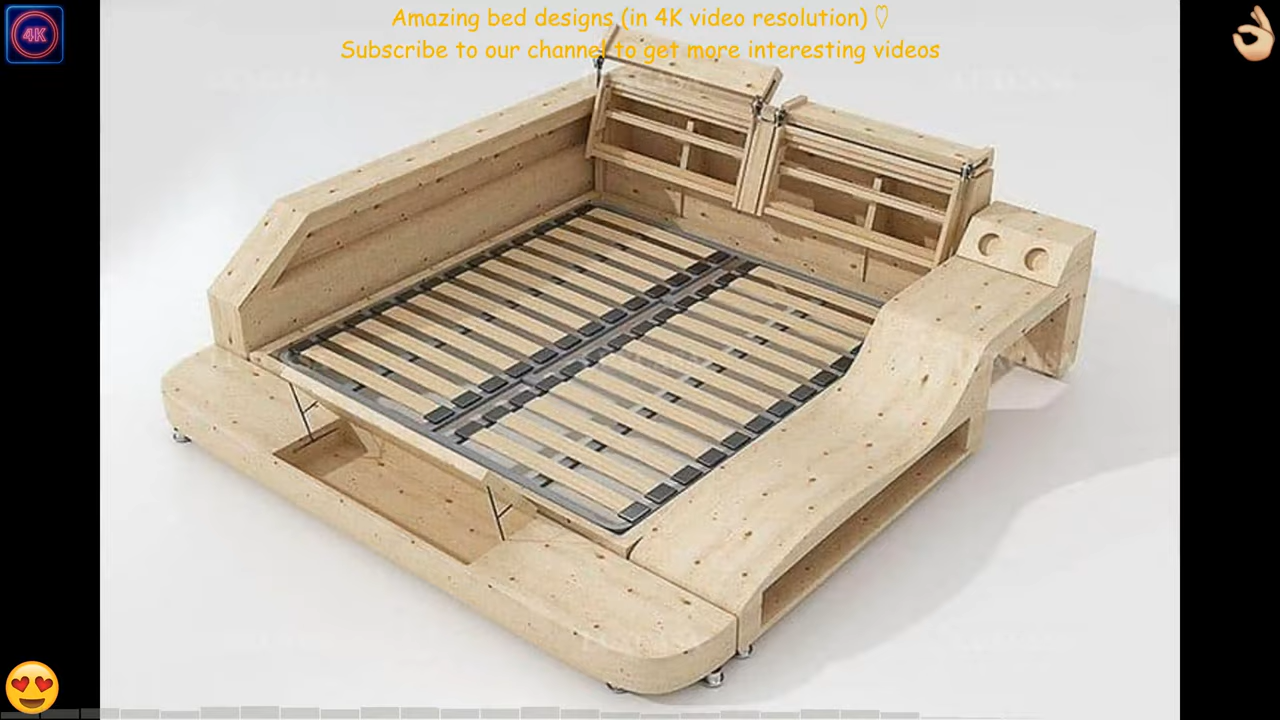 4K
Amazing bed designs (in 4K video resolution) ♡
Subscribe to our channel to get more interesting videos